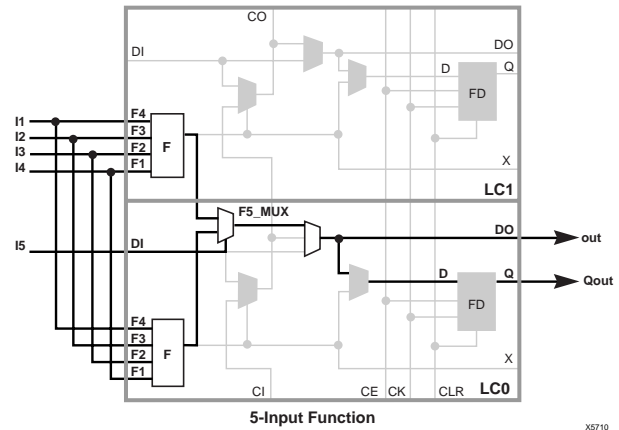 CO
DI
DO
D
Q
FD
I1
I2
I3
I4
F4
F3
F2
F1
F
X
LC1
F5_MUX
I5
DI
DO
out
D
Q
Qout
FD
F4
F3
F2
F1
F
X
CI
CE
CK
CLR
LC0
5-Input Function
X5710